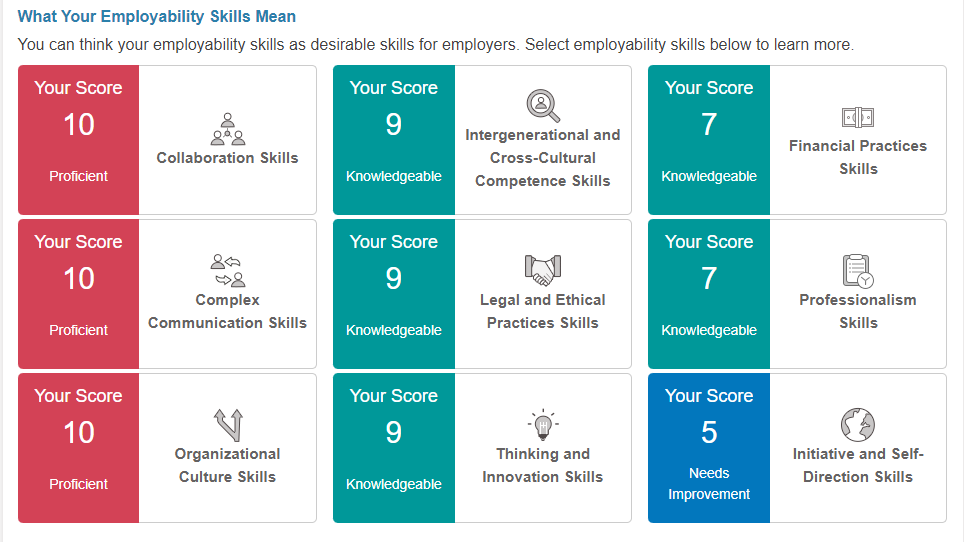 What Your Employability Skills Mean
You can think your employability skills as desirable skills for employers. Select employability skills below to learn more.
Your Score
10
Proficient
Collaboration Skills
Your Score
9
Knowledgeable
Intergenerational and
Cross-Cultural
Competence Skills
Your Score
7
Knowledgeable
Financial Practices
Skills
Your Score
10
Proficient
Complex
Communication Skills
Your Score
9
Knowledgeable
Legal and Ethical
Practices Skills
Your Score
7
Knowledgeable
Professionalism
Skills
Your Score
10
Proficient
Organizational
Culture Skills
Your Score
9
Knowledgeable
Thinking and
Innovation Skills
Your Score
5
Needs
Improvement
Initiative and Self-
Direction Skills